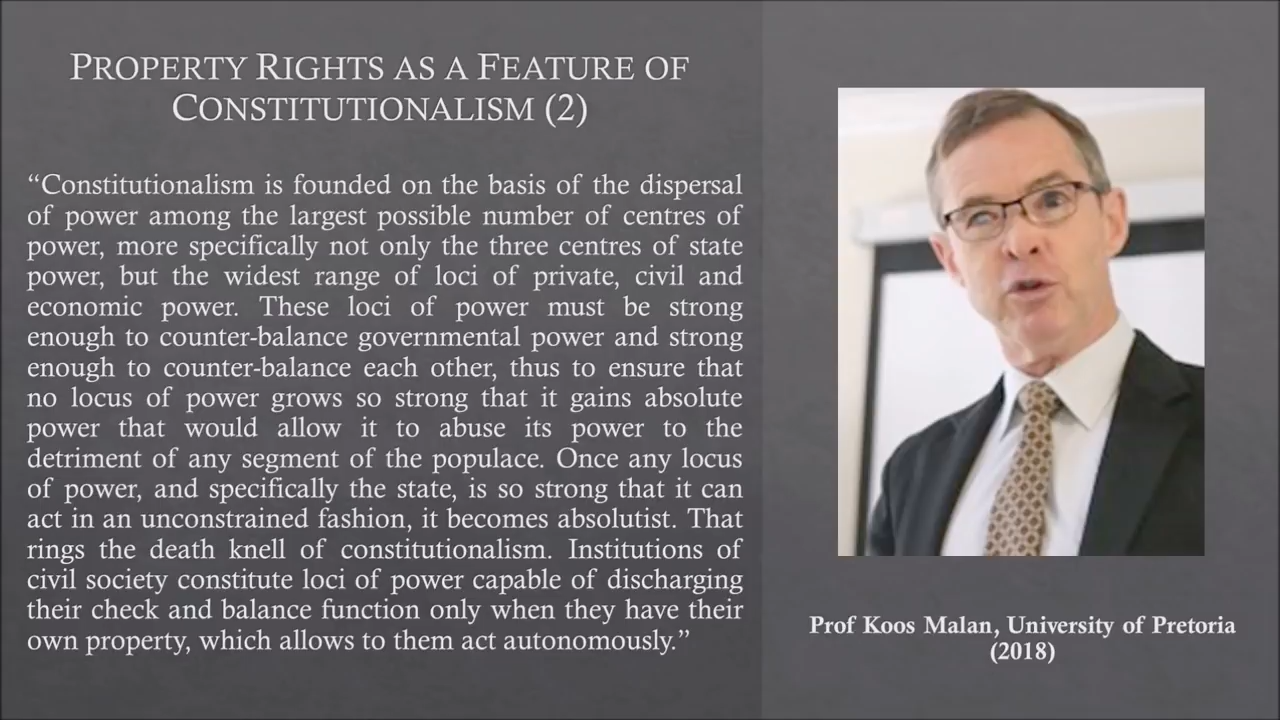 PROPERTY RIGHTS AS A FEATURE OF
CONSTITUTIONALISM (2)
“Constitutionalism is founded on the basis of the dispersal
of power among the largest possible number of centres of
power, more specifically not only the three centres of state
power, but the widest range of loci of private, civil and
economic power. These loci of power must be strong
enough to counter-balance governmental power and strong
enough to counter-balance each other, thus to ensure that
no locus of power grows so strong that it gains absolute
power that would allow it to abuse its power to the
detriment of any segment of the populace. Once any locus
of power, and specifically the state, is so strong that it can
act in an unconstrained fashion, it becomes absolutist. That
rings the death knell of constitutionalism. Institutions of
civil society constitute loci of power capable of discharging
their check and balance function only when they have their
own property, which allows to them act autonomously.”
Prof Koos Malan, University of Pretoria
(2018)